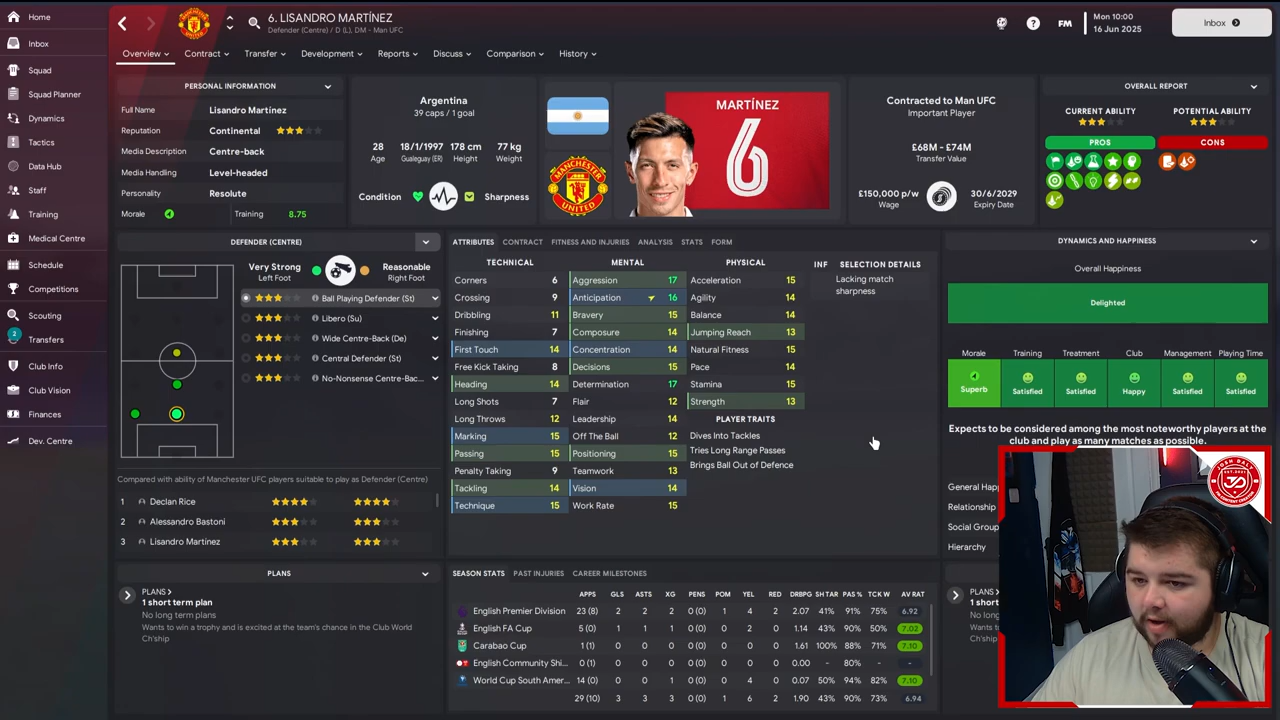 Home
Inbox
Squad
Squad Planner
Dynamics
Tactics
Data Hub
Staff
Training
Medical Centre
Schedule
Competitions
Scouting
2
Transfers
Club Info
Club Vision
Finances
Dev. Centre
6. LISANDRO MARTÍNEZ
Defender (Centre) / D (L), DM - Man UFC
FM
Mon 10:00
16 Jun 2025
Inbox
Overview
Contract
Transfer
Development
Reports
Discuss
Comparison
History
PERSONAL INFORMATION
Full Name Lisandro Martínez
Reputation Continental
Media Description Centre-back
Media Handling Level-headed
Personality Resolute
Morale Training 8.75
Argentina
39 caps / 1 goal
28 18/1/1997 178 cm 77 kg
Age Gualeguay (ER) Height Weight
Condition Sharpness
MARTÍNEZ
6
Contracted to Man UFC
Important Player
£68M - £74M
Transfer Value
£150,000 p/w 30/6/2029
Wage Expiry Date
OVERALL REPORT
CURRENT ABILITY POTENTIAL ABILITY
PROS CONS
DEFENDER (CENTRE)
Very Strong Reasonable
Left Foot Right Foot
Ball Playing Defender (St)
Libero (Su)
Wide Centre-Back (De)
Central Defender (St)
No-Nonsense Centre-Bac...
Compared with ability of Manchester UFC players suitable to play as Defender (Centre)
1 Declan Rice
2 Alessandro Bastoni
3 Lisandro Martínez
ATTRIBUTES CONTRACT FITNESS AND INJURIES ANALYSIS STATS FORM
TECHNICAL MENTAL PHYSICAL
Corners 6 Aggression 17 Acceleration 15
Crossing 9 Anticipation 16 Agility 14
Dribbling 11 Bravery 15 Balance 14
Finishing 7 Composure 14 Jumping Reach 13
First Touch 14 Concentration 14 Natural Fitness 15
Free Kick Taking 8 Decisions 15 Pace 14
Heading 14 Determination 17 Stamina 15
Long Shots 7 Flair 12 Strength 13
Long Throws 12 Leadership 14 PLAYER TRAITS
Marking 15 Off The Ball 12 Dives Into Tackles
Passing 15 Positioning 15 Tries Long Range Passes
Penalty Taking 9 Teamwork 13 Brings Ball Out of Defence
Tackling 14 Vision 14
Technique 15 Work Rate 15
INF SELECTION DETAILS
Lacking match
sharpness
DYNAMICS AND HAPPINESS
Overall Happiness
Delighted
Morale Training Treatment Club Management Playing Time
Superb Satisfied Satisfied Happy Satisfied Satisfied
Expects to be considered among the most noteworthy players at the
club and play as many matches as possible.
General Hap
Relationship
Social Group
Hierarchy
PLANS
PLANS
1 short term plan
No long term plans
Wants to win a trophy and is excited at the team's chance in the Club World
Ch'ship
SEASON STATS PAST INJURIES CAREER MILESTONES
APPS GLS ASTS XG PENS POM YEL RED DRBPG SH TAR PAS % TCK W AV RAT
English Premier Division 23 (8) 2 2 2 0 (0) 1 4 2 2.07 41% 91% 75% 6.92
English FA Cup 5 (0) 1 1 1 0 (0) 0 2 0 1.14 43% 90% 50% 7.02
Carabao Cup 1 (1) 0 0 0 0 (0) 0 0 0 1.61 100% 88% 71% 7.10
English Community Shi... 0 (1) 0 0 0 0 (0) 0 0 0 0.00 - 80% -
World Cup South Amer... 14 (0) 0 0 1 0 (0) 0 4 0 0.07 50% 94% 82% 7.10
29 (10) 3 3 3 0 (0) 1 6 2 1.90 43% 90% 73% 6.94
PLANS
1 short
No long
Wants to
Ch'ship
JOSH DALY
JD